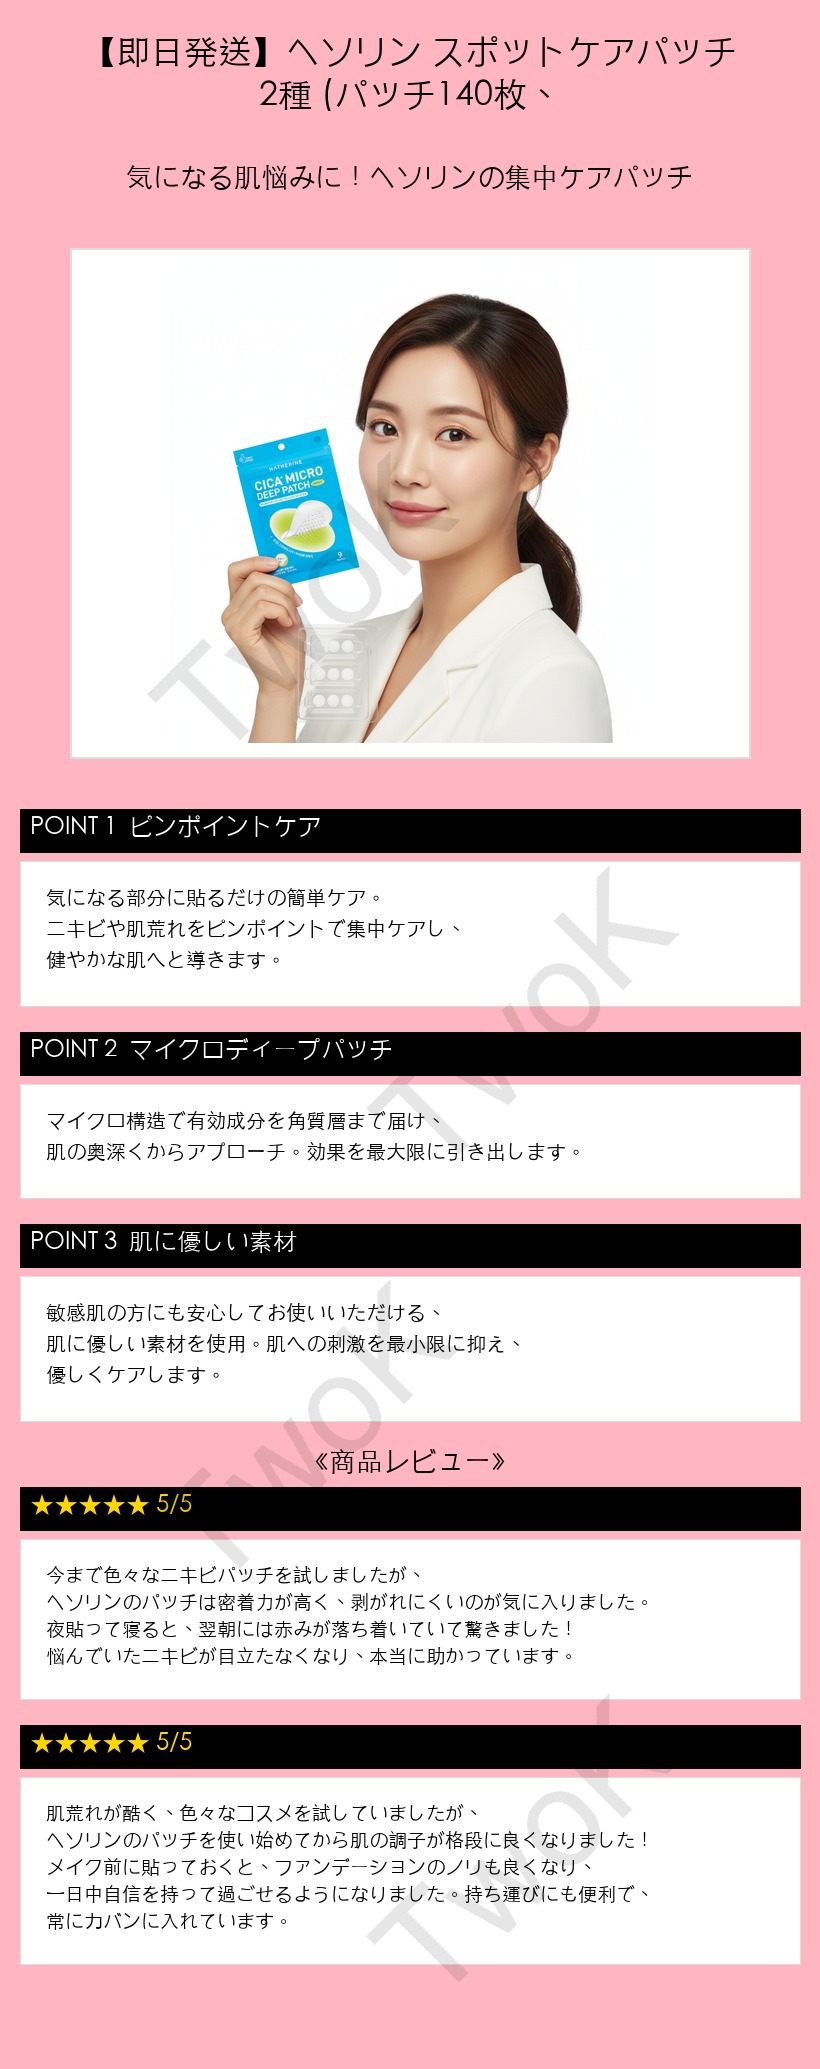 【即日発送】ヘソリン スポットケアパッチ
2種 (パッチ140枚、
気になる肌悩みに！ヘソリンの集中ケアパッチ
HATHERINE
CICA MICRO
DEEP PATCH
9
POINT 1 ピンポイントケア
気になる部分に貼るだけの簡単ケア。
ニキビや肌荒れをピンポイントで集中ケアし、
健やかな肌へと導きます。
POINT 2 マイクロディープパッチ
マイクロ構造で有効成分を角質層まで届け、
肌の奥深くからアプローチ。効果を最大限に引き出します。
POINT 3 肌に優しい素材
敏感肌の方にも安心してお使いいただける、
肌に優しい素材を使用。肌への刺激を最小限に抑え、
優しくケアします。
《商品レビュー》
★★★★★ 5/5
今まで色々なニキビパッチを試しましたが、
ヘソリンのパッチは密着力が高く、剥がれにくいのが気に入りました。
夜貼って寝ると、翌朝には赤みが落ち着いていて驚きました！
悩んでいたニキビが目立たなくなり、本当に助かっています。
★★★★★ 5/5
肌荒れが酷く、色々なコスメを試していましたが、
ヘソリンのパッチを使い始めてから肌の調子が格段に良くなりました！
メイク前に貼っておくと、ファンデーションのノリも良くなり、
一日中自信を持って過ごせるようになりました。持ち運びにも便利で、
常にカバンに入れています。
TwoK
TwoK
TwoK
TwoK